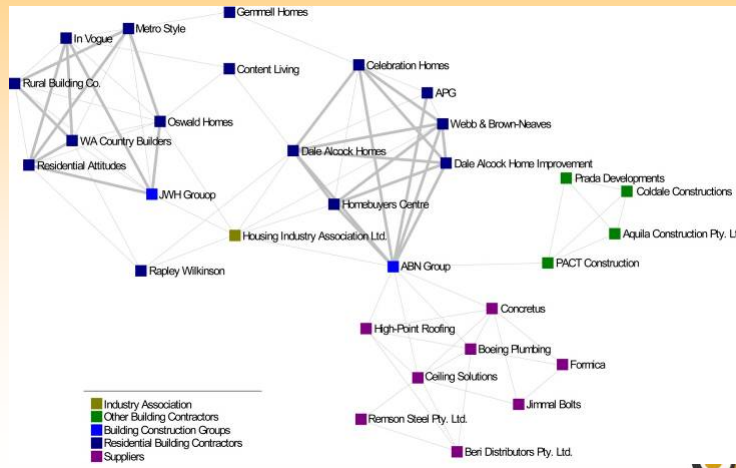 Gemmell Homes
Metro Style
In Vogue
Celebration Homes
Content Living
Rural Building Co.
APG
Oswald Homes
Webb & Brown-Neaves
WA Country Builders
Dale Alcock Homes
Residential Attitudes
Dale Alcock Home Improvement
Prada Developments
Coldale Constructions
JWH Gruoop
Homebuyers Centre
Housing Industry Association Ltd.
Aquila Construction Pty. Lt
Rapley Wilkinson
ABN Group
PACT Construction
Concretus
High-Point Roofing
Boeing Plumbing
Formica
Ceiling Solutions
Jimmal Bolts
Remson Steel Pty. Ltd.
Beri Distributors Pty. Ltd.
Industry Association
Other Building Contractors
Building Construction Groups
Residential Building Contractors
Suppliers